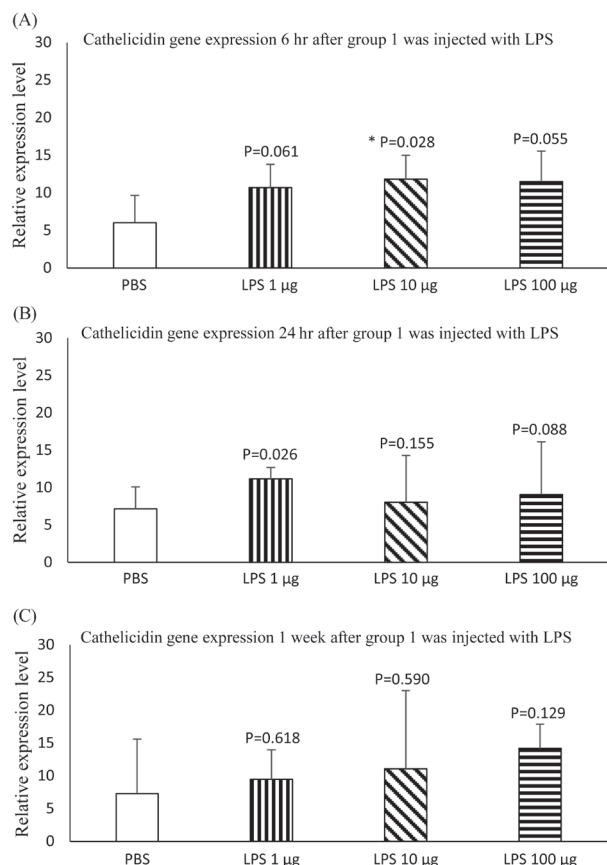 (A)
Cathelicidin gene expression 6 hr after group 1 was injected with LPS
Relative expression level
30
25
20
15
10
5
0
P=0.061
* P=0.028
P=0.055
PBS
LPS 1 µg
LPS 10 µg
LPS 100 µg
(B)
Cathelicidin gene expression 24 hr after group 1 was injected with LPS
Relative expression level
30
25
20
15
10
5
0
P=0.026
P=0.155
P=0.088
PBS
LPS 1 µg
LPS 10 µg
LPS 100 µg
(C)
Cathelicidin gene expression 1 week after group 1 was injected with LPS
Relative expression level
30
25
20
15
10
5
0
P=0.618
P=0.590
P=0.129
PBS
LPS 1 µg
LPS 10 µg
LPS 100 µg